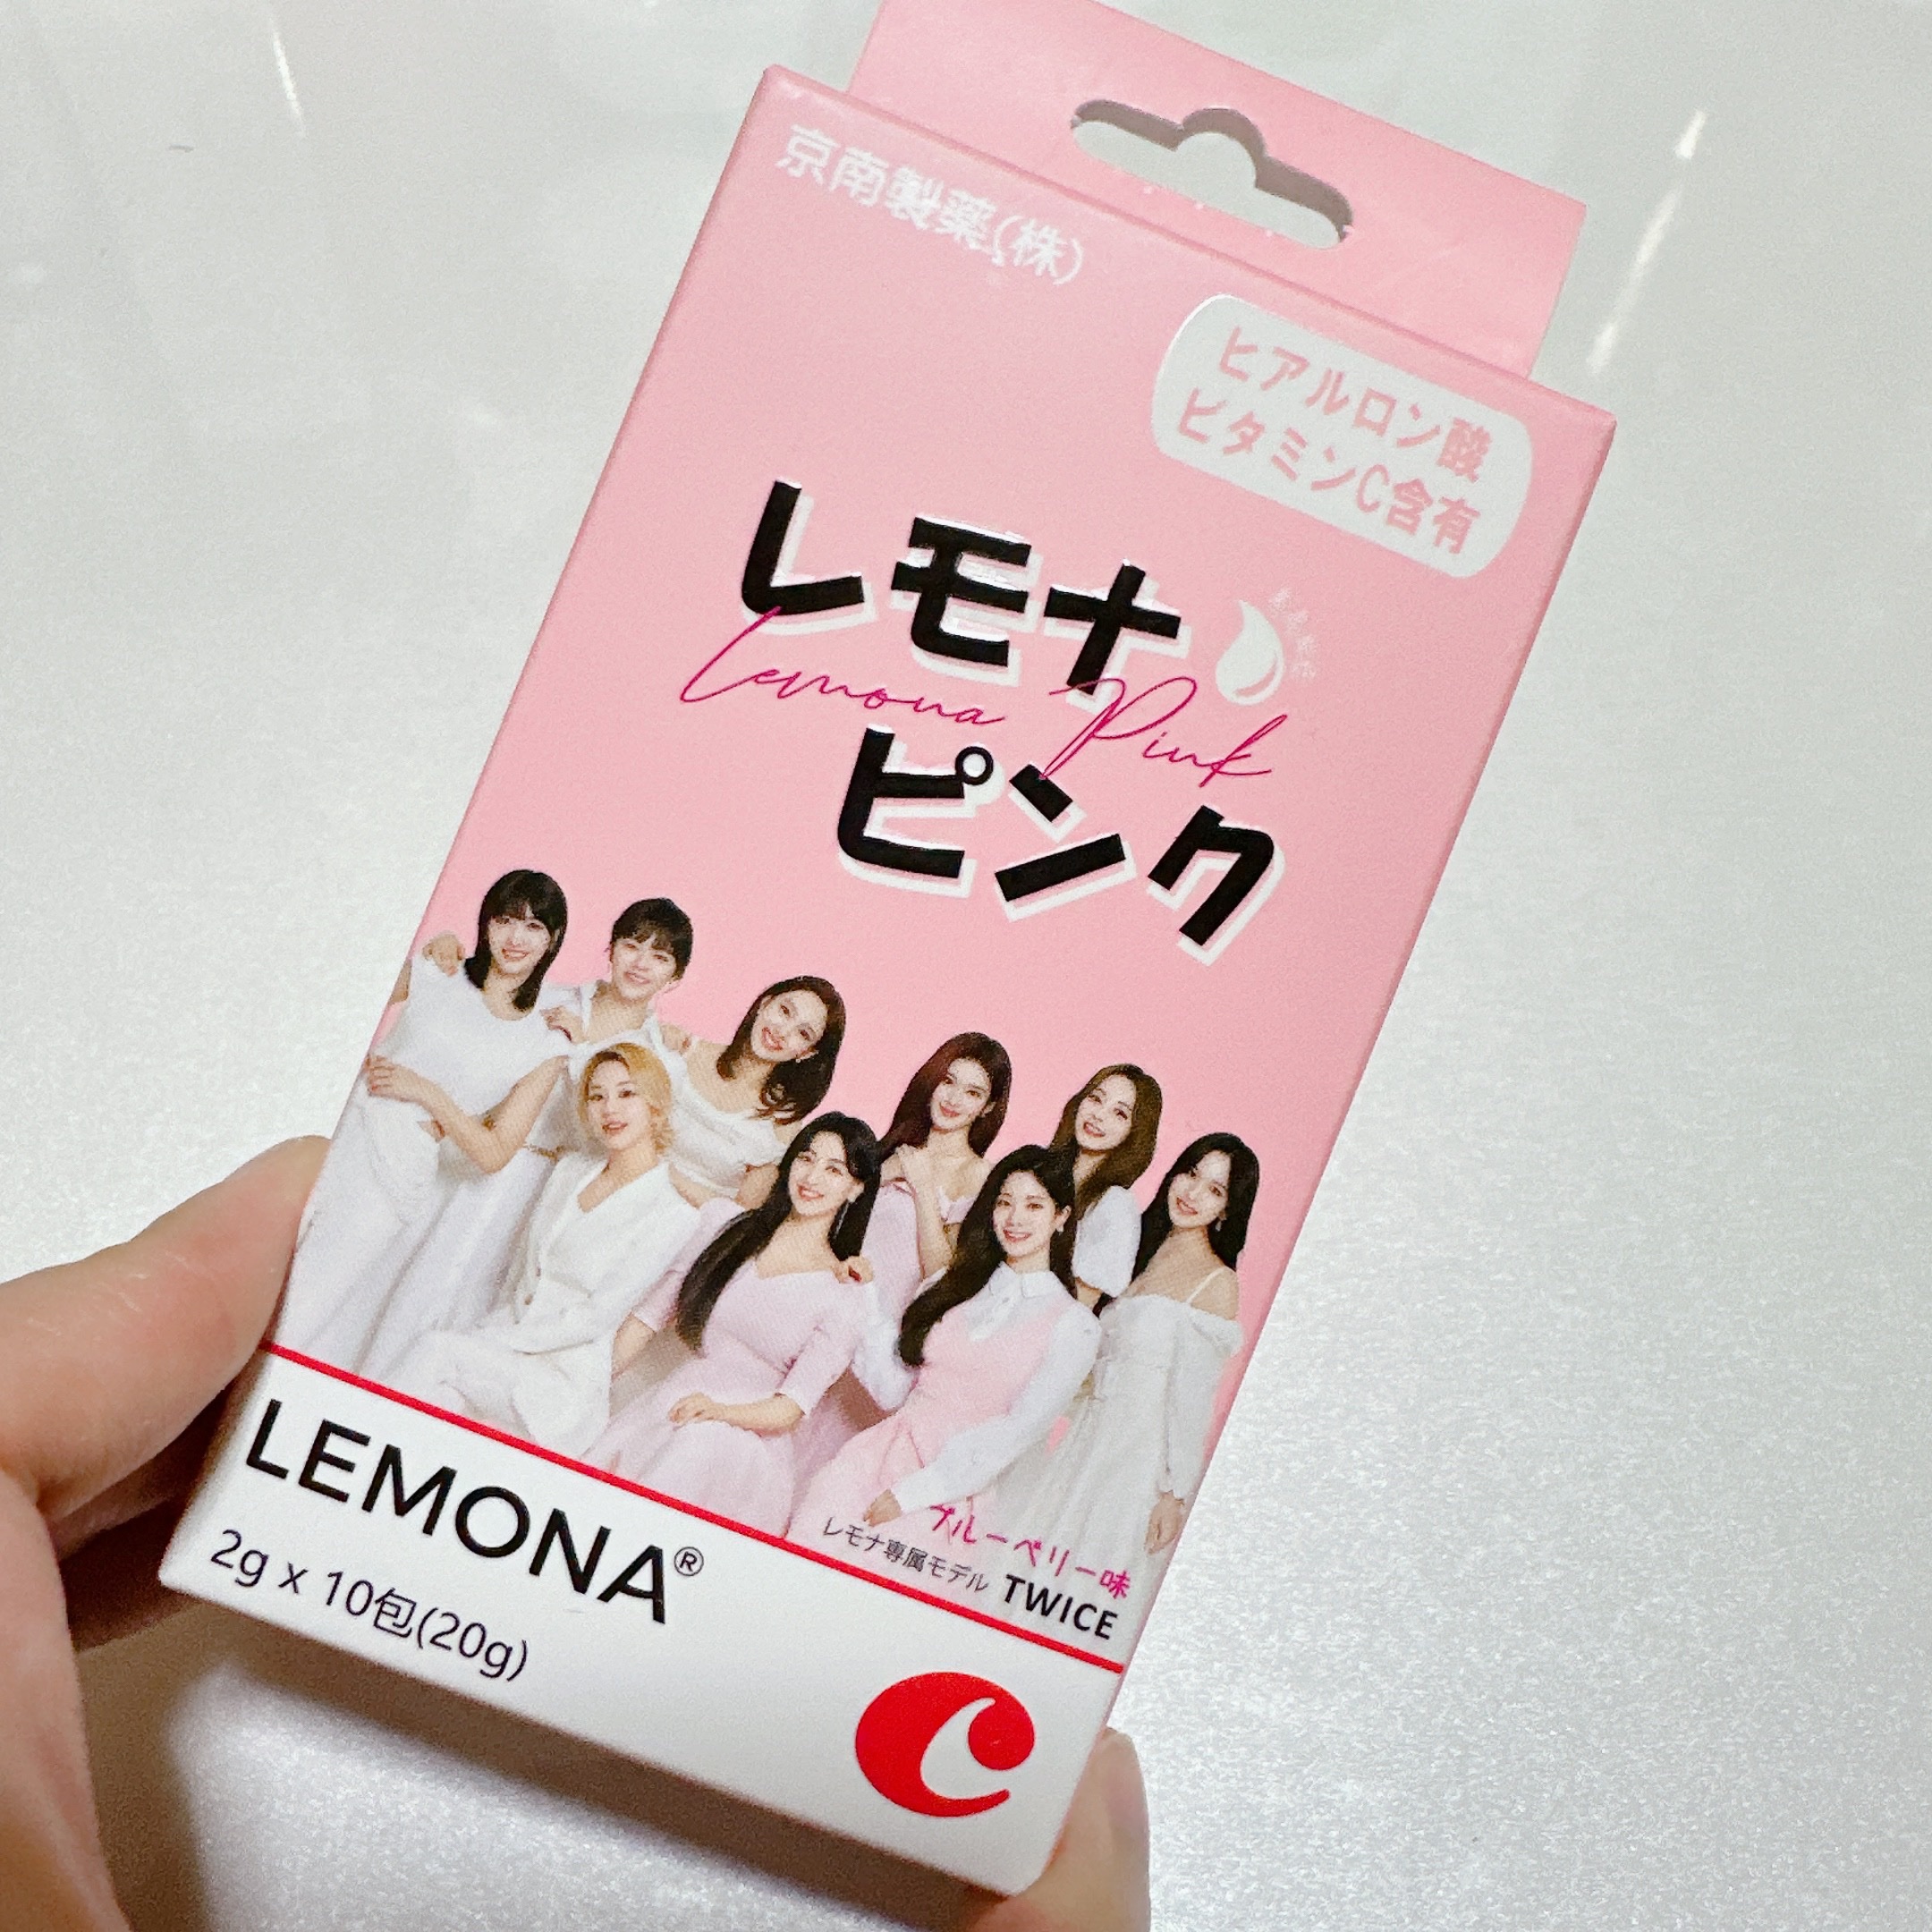 京南製薬(株)
ヒアルロン酸
ビタミンC含有
レモナ
Lemona Pink
ピンク
ブルーベリー味
レモナ専属モデル TWICE
LEMONA®
2g x 10包(20g)